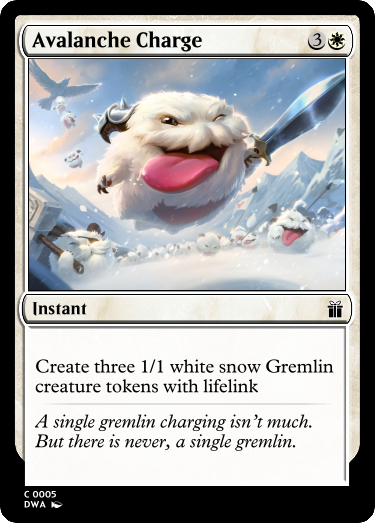 Avalanche Charge 3
Instant
Create three 1/1 white snow Gremlin
creature tokens with lifelink
A single gremlin charging isn't much.
But there is never, a single gremlin.
C 0005
DWA